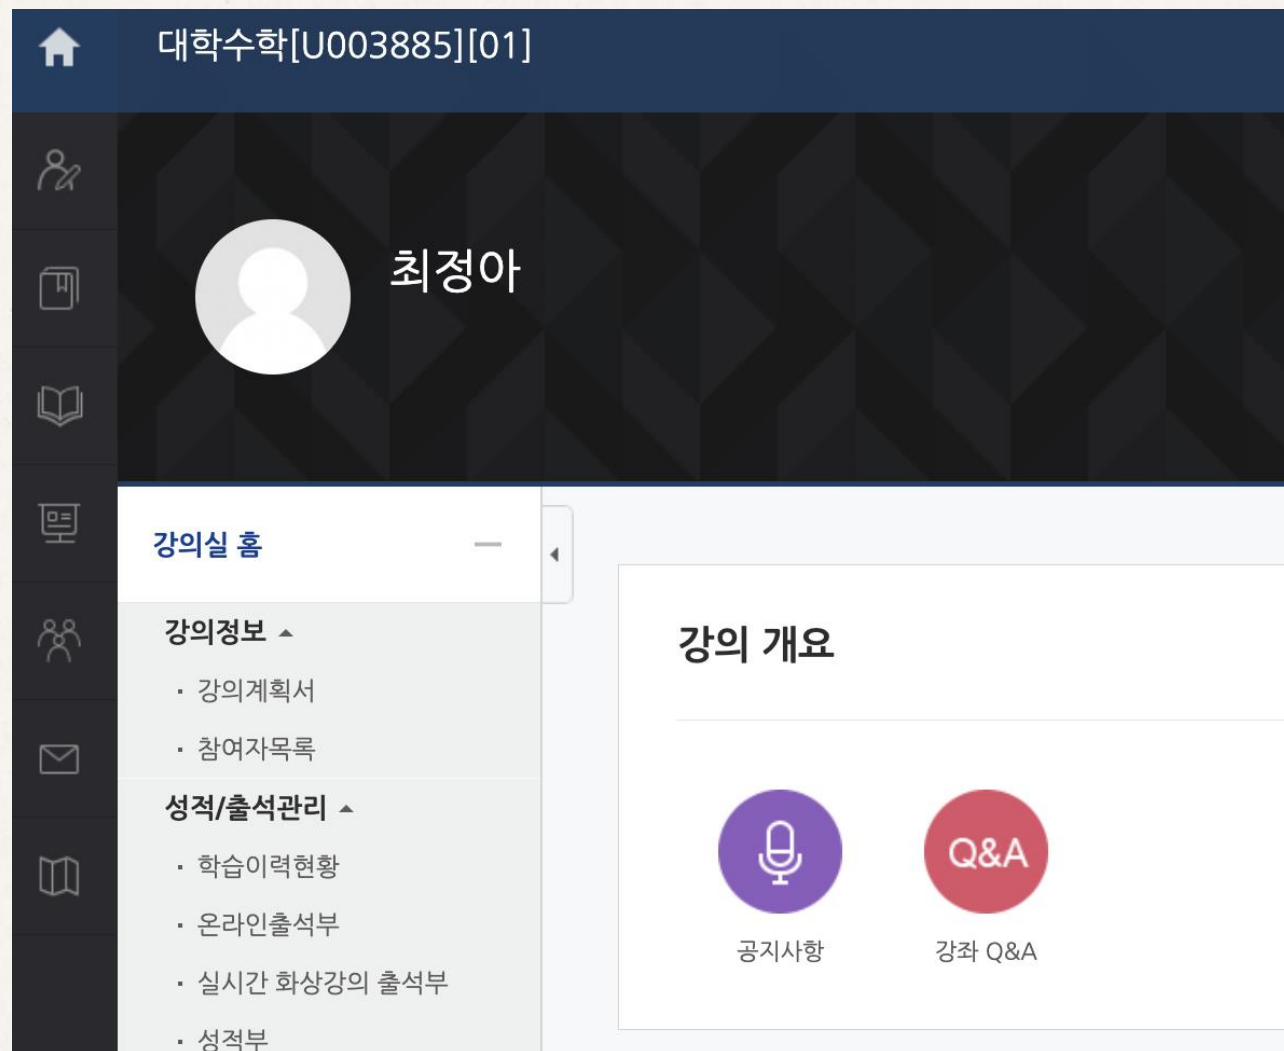 대학수학[U003885][01]
최정아
강의실 홈
강의정보
강의계획서
참여자목록
성적/출석관리
학습이력현황
온라인출석부
실시간 화상강의 출석부
성적부
강의 개요
Q&A
공지사항
강좌 Q&A